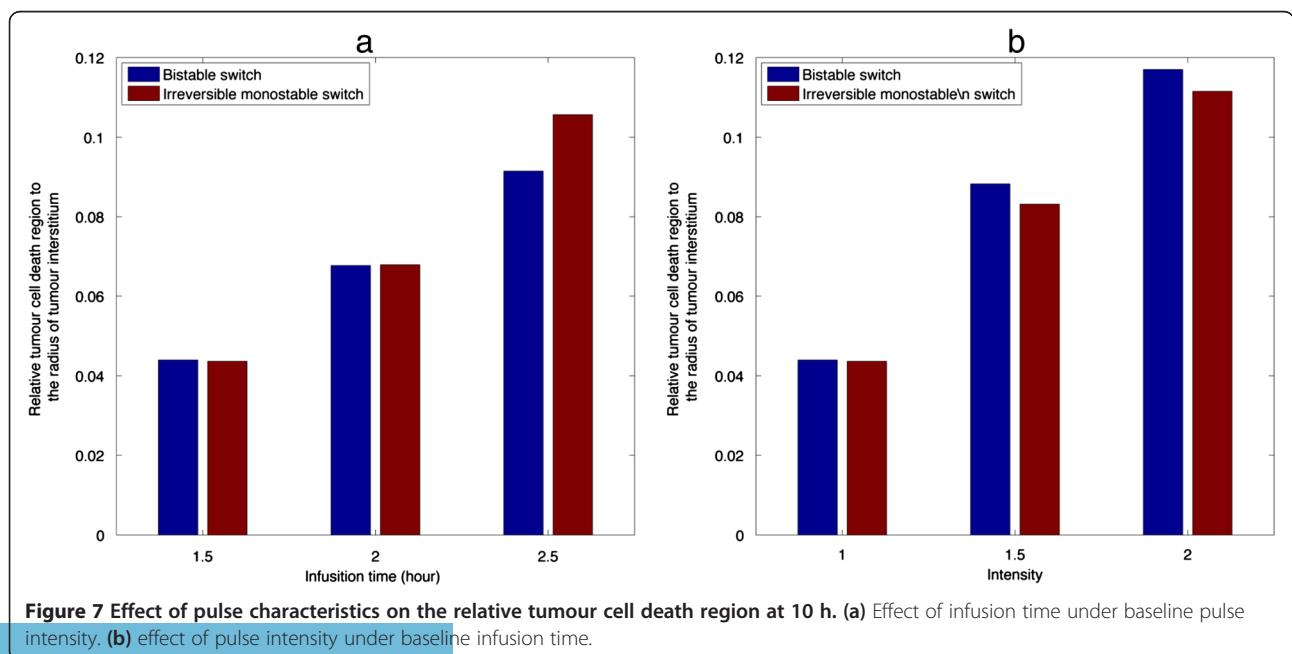 a
0.12
0.1
0.08
0.06
0.04
0.02
0
Relative tumour cell death region to
the radius of tumour interstitium
Bistable switch
Irreversible monostable switch
1.5 2 2.5
Infusition time (hour)
b
0.12
0.1
0.08
0.06
0.04
0.02
0
Relative tumour cell death region to
the radius of tumour interstitium
Bistable switch
Irreversible monostable\n switch
1 1.5 2
Intensity
Figure 7 Effect of pulse characteristics on the relative tumour cell death region at 10 h. (a) Effect of infusion time under baseline pulse
intensity. (b) effect of pulse intensity under baseline infusion time.